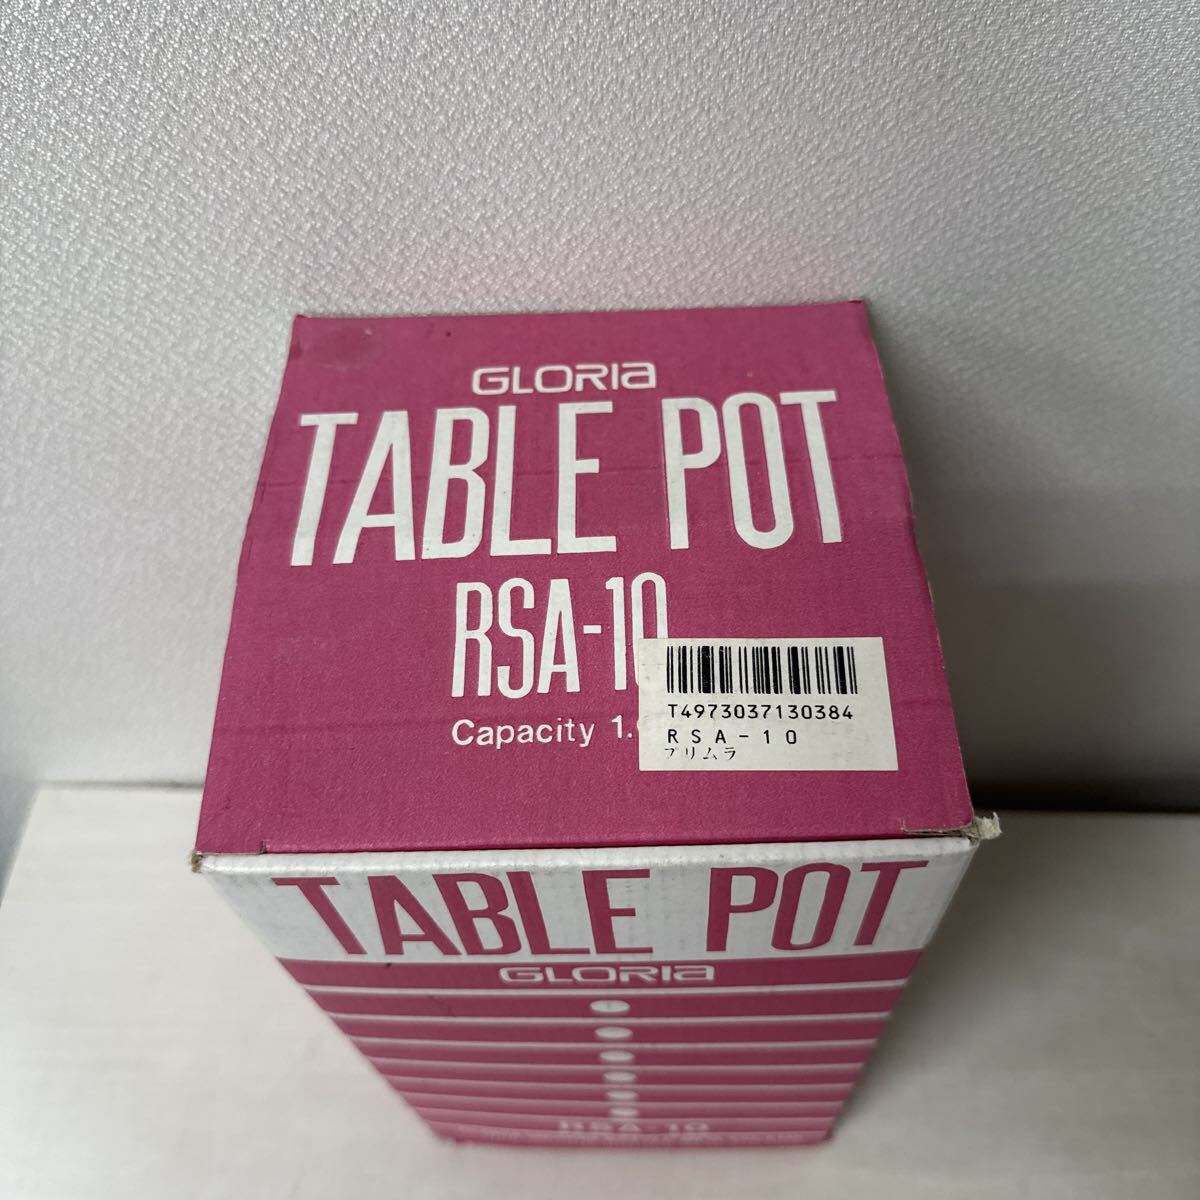 GLORIA
TABLE POT
RSA-10
Capacity 1.
T4973037130384
RSA-10
プリムラ
TABLE POT
GLORIA
RSA-10